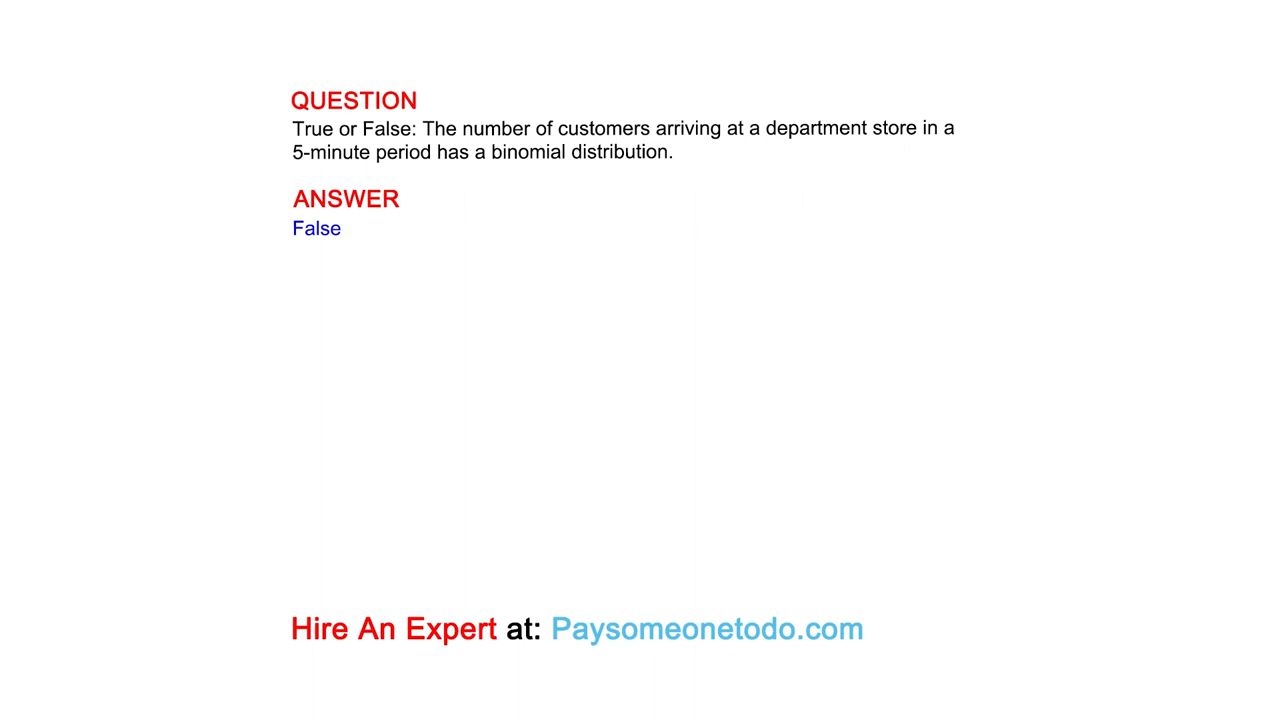 QUESTION
True or False: The number of customers arriving at a department store in a
5-minute period has a binomial distribution.
ANSWER
False
Hire An Expert at: Paysomeonetodo.com